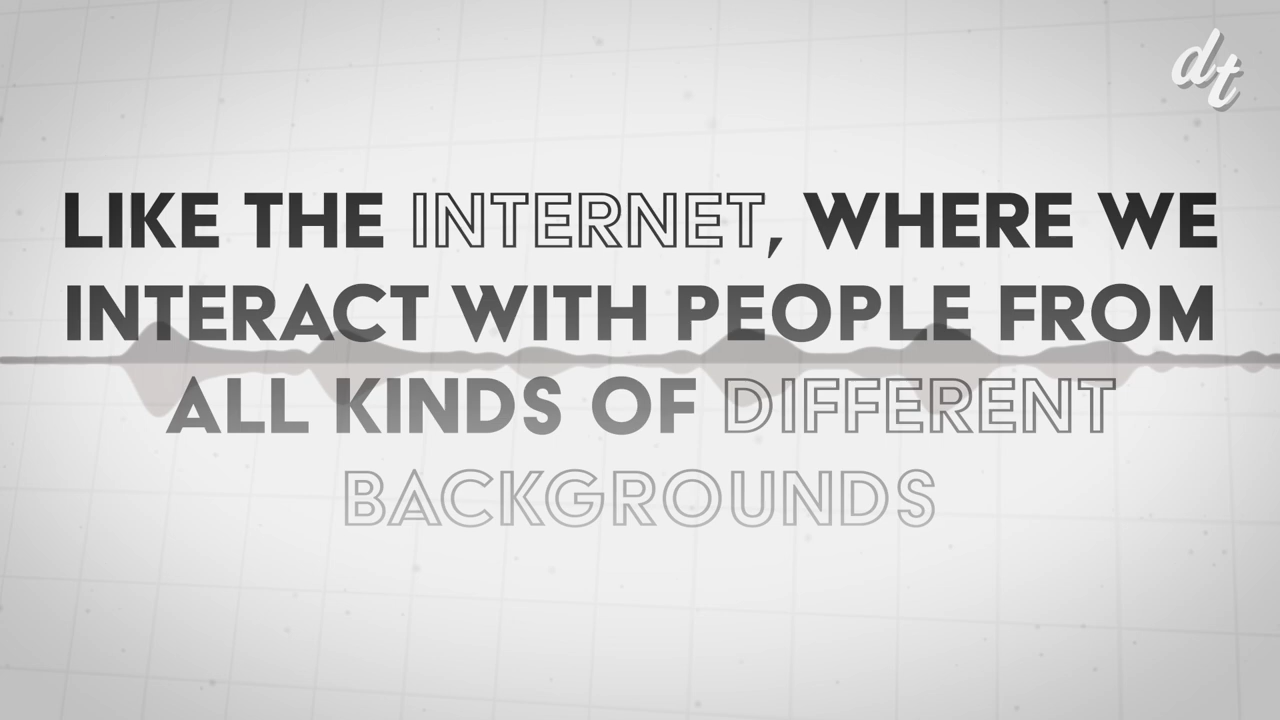 dt
LIKE THE INTERNET, WHERE WE
INTERACT WITH PEOPLE FROM
ALL KINDS OF DIFFERENT
BACKGROUNDS